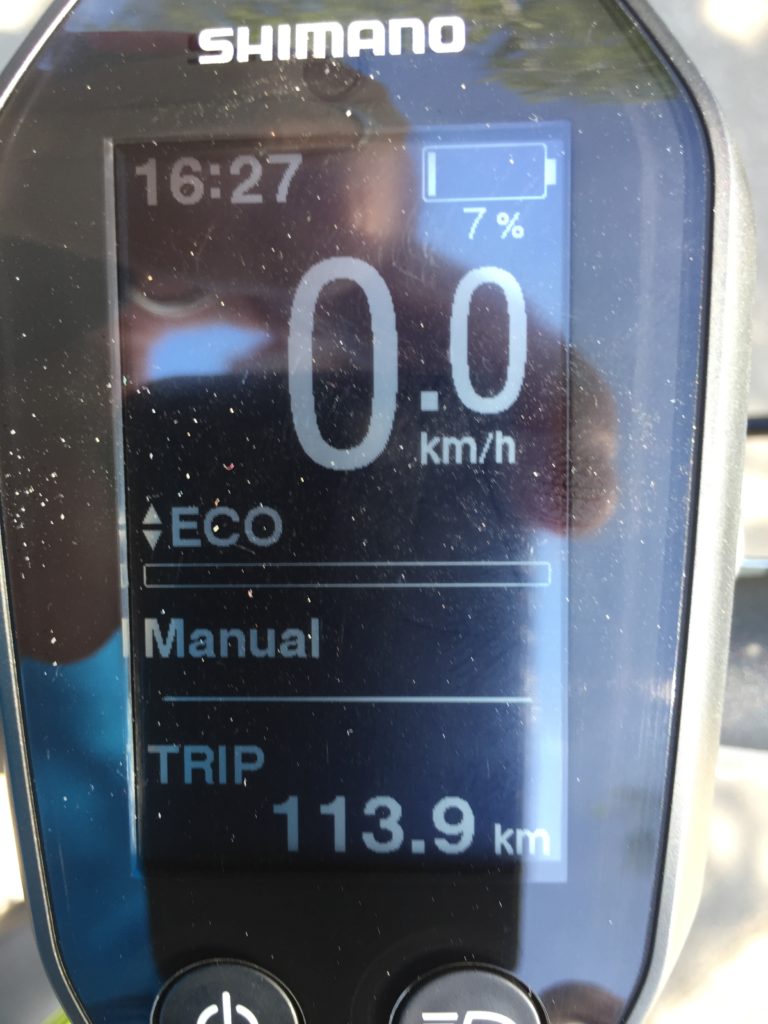 SHIMANO
16:27
7 %
0.0
km/h
ECO
Manual
TRIP
113.9 km